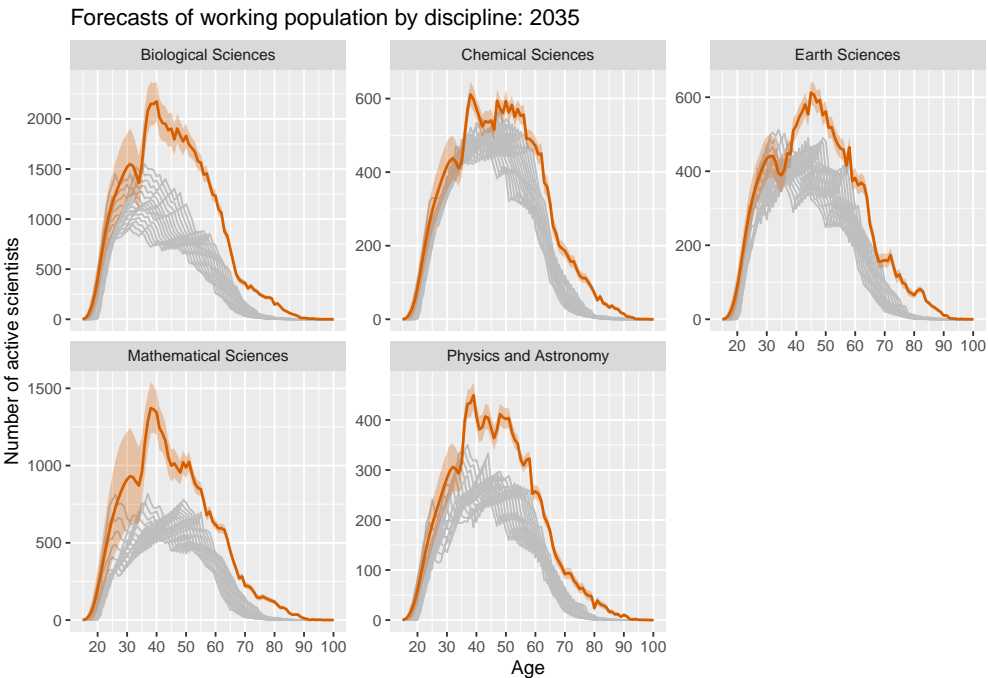 Forecasts of working population by discipline: 2035
Biological Sciences
Chemical Sciences
Earth Sciences
2000
1500
1000
500
0
600
400
200
0
600
400
200
0
20 30 40 50 60 70 80 90 100
Mathematical Sciences
Physics and Astronomy
1500
1000
500
0
400
300
200
100
0
20 30 40 50 60 70 80 90 100
20 30 40 50 60 70 80 90 100
Age
Number of active scientists